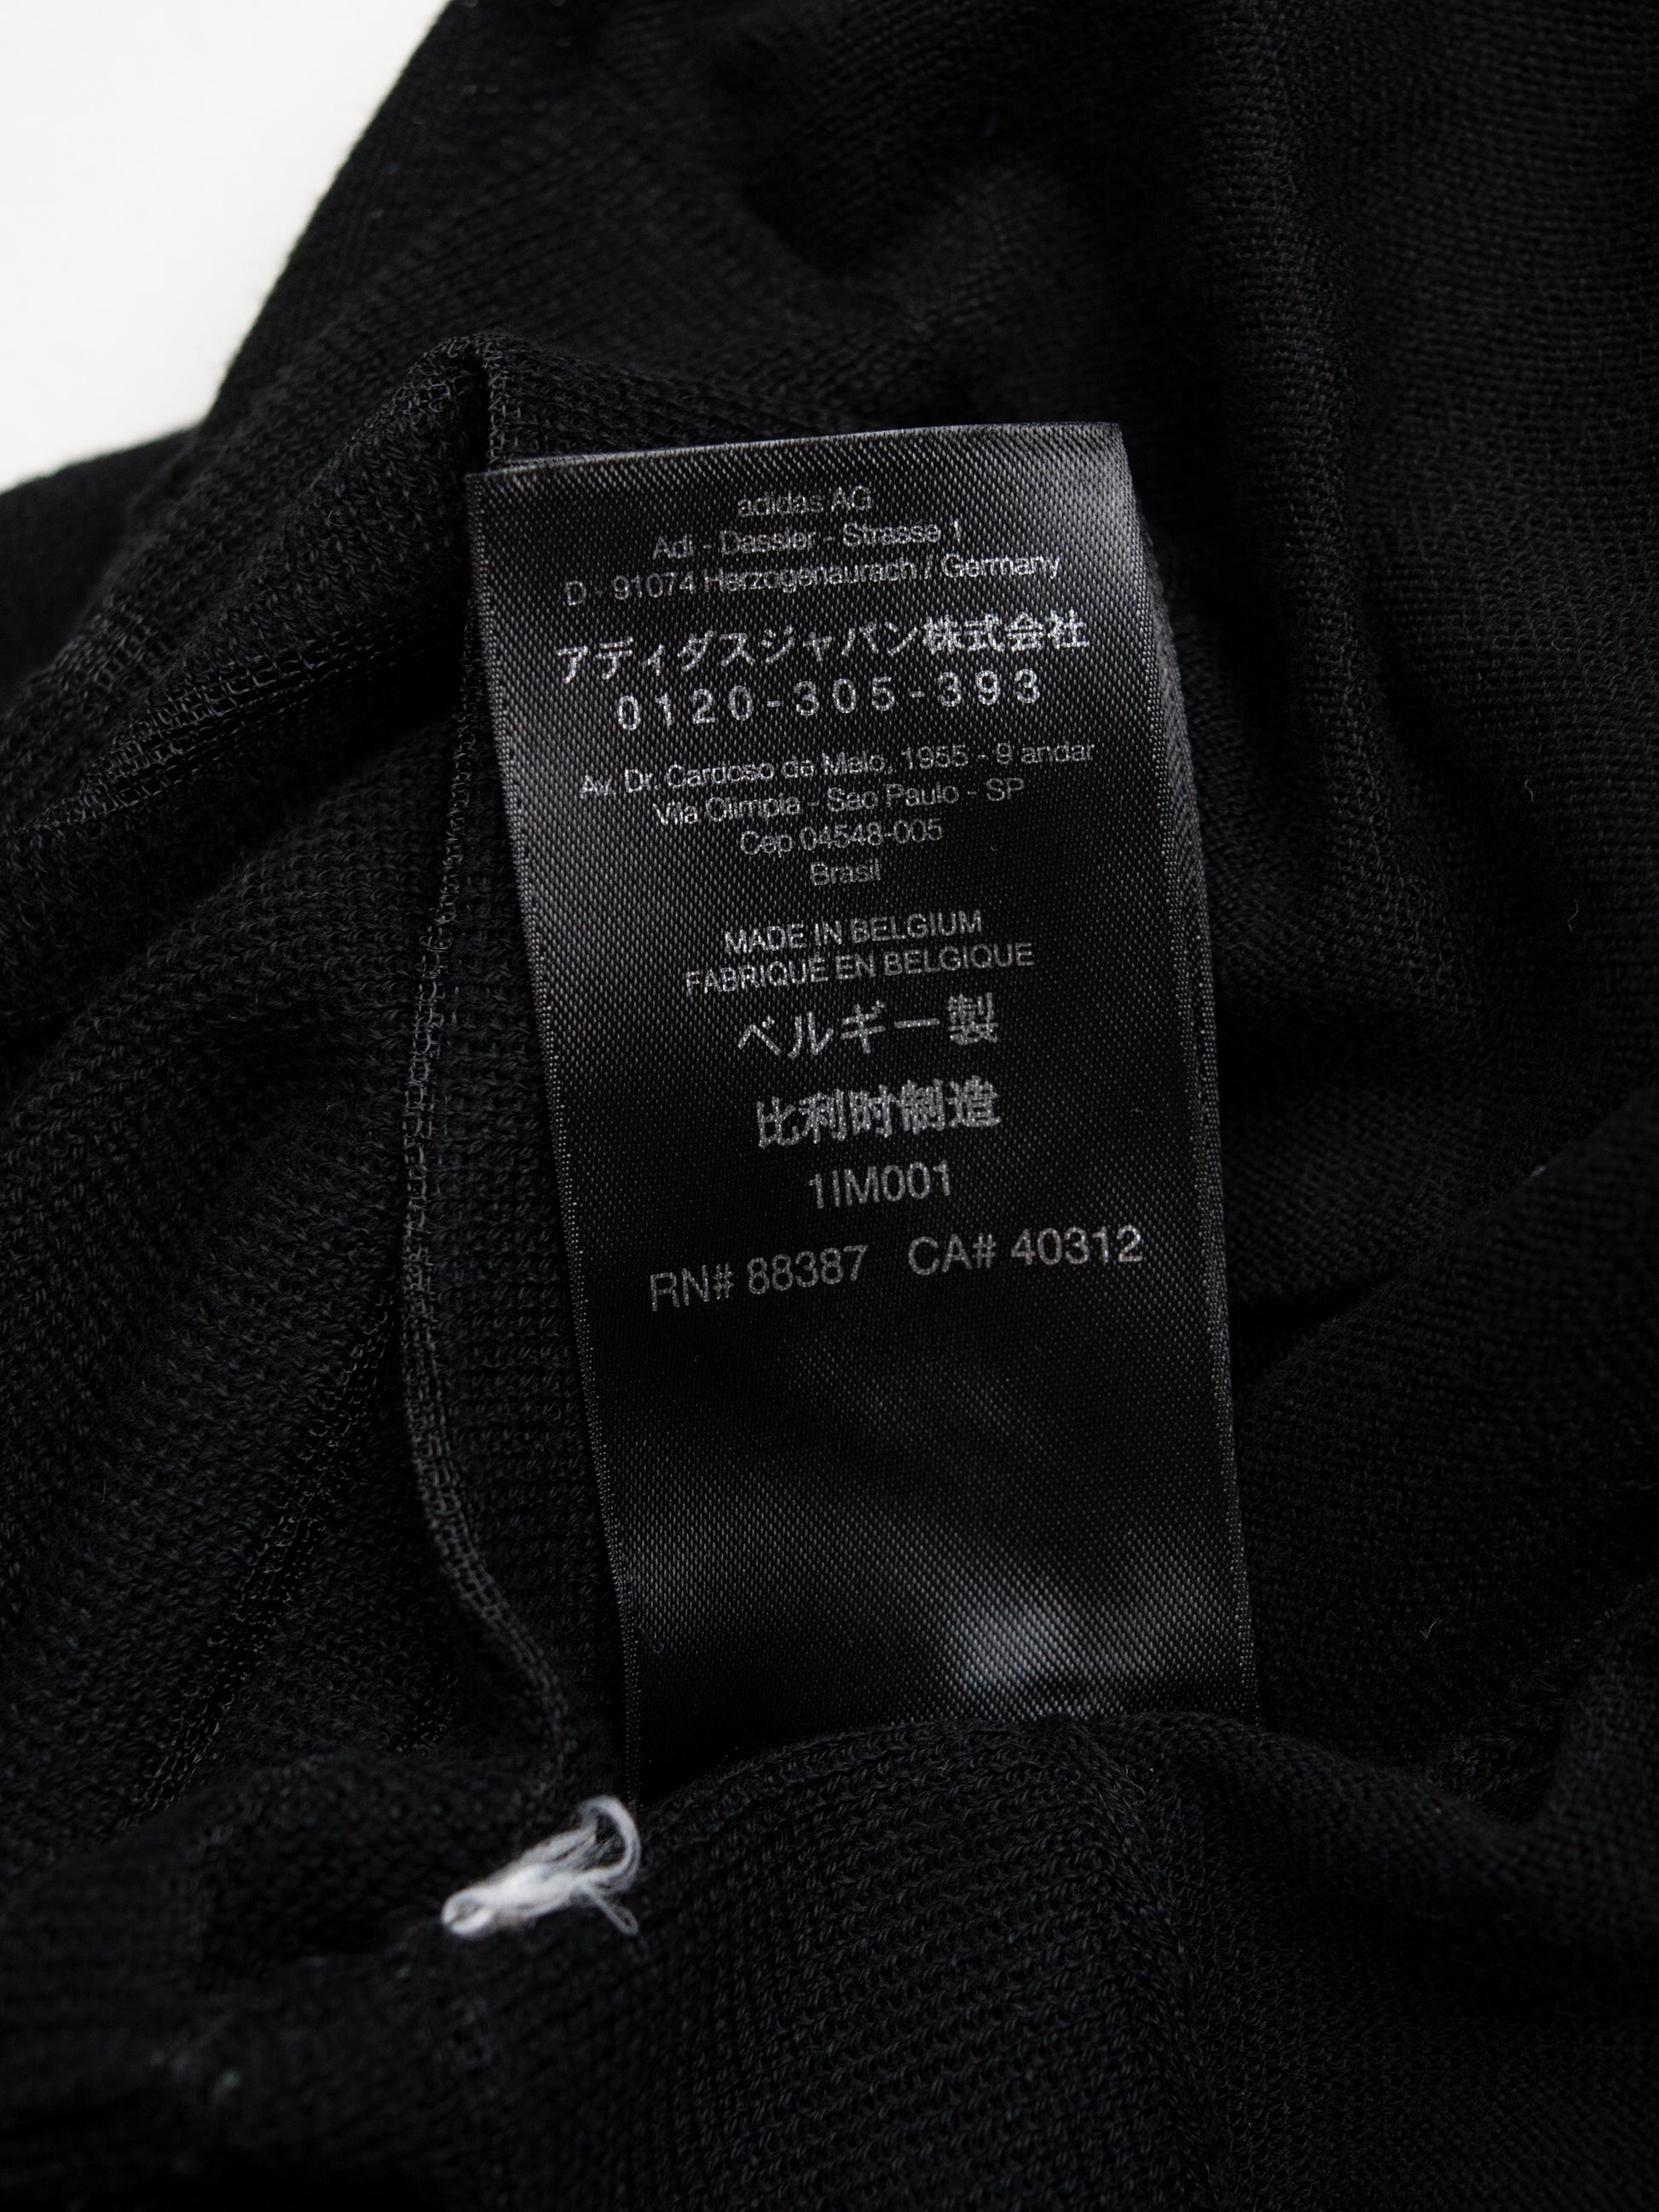 adidas AG
Adi - Dassler - Strasse 1
D - 91074 Herzogenaurach / Germany
アディダスジャパン株式会社
0120-305-393
Av. Dr. Cardoso de Melo, 1955 - 9 andar
Vila Olimpia - Sao Paulo - SP
Cep 04548-005
Brasil
MADE IN BELGIUM
FABRIQUÉ EN BELGIQUE
ベルギー製
比利时制造
1IM001
RN# 88387 CA# 40312